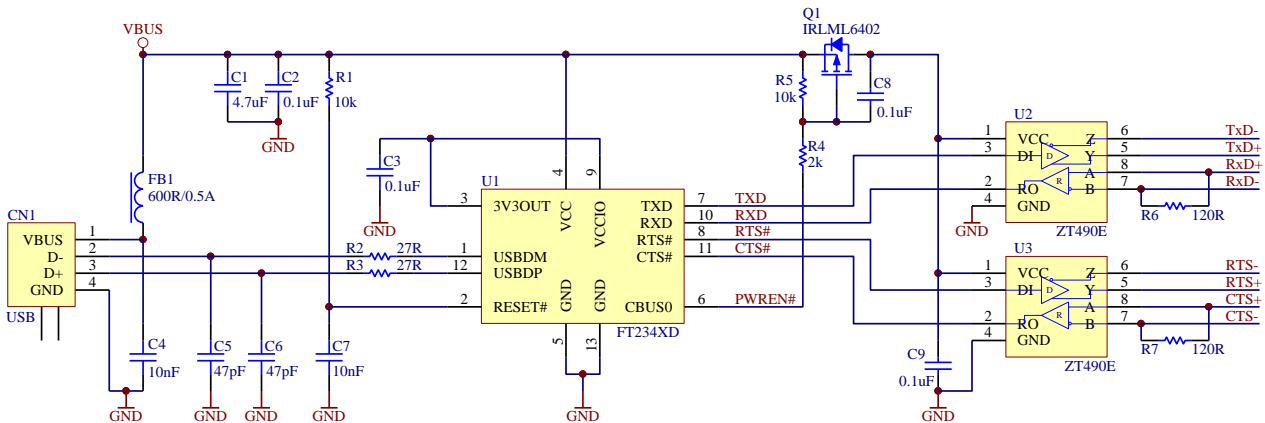 VBUS
Q1
IRLML6402
C1
4.7uF
C2
0.1uF
R1
10k
R5
10k
C8
0.1uF
GND
R4
2k
C3
0.1uF
GND
FB1
600R/0.5A
CN1
VBUS 1
D- 2
D+ 3
GND 4
USB
R2 27R
R3 27R
U1
3 3V3OUT
1 USBDM
12 USBDP
2 RESET#
4 VCC
9 VCCIO
5 GND
13 GND
TXD 7 TXD
RXD 10 RXD
RTS# 8 RTS#
CTS# 11 CTS#
CBUS0 6 PWREN#
FT234XD
U2
1 VCC Z 6 TxD-
3 DI D Y 5 TxD+
A 8 RxD+
2 RO R B 7 RxD-
4 GND
GND
R6 120R
ZT490E
U3
1 VCC Z 6 RTS-
3 DI D Y 5 RTS+
A 8 CTS+
2 RO R B 7 CTS-
4 GND
R7 120R
ZT490E
C4
10nF
C5
47pF
C6
47pF
C7
10nF
C9
0.1uF
GND
GND
GND
GND
GND
GND